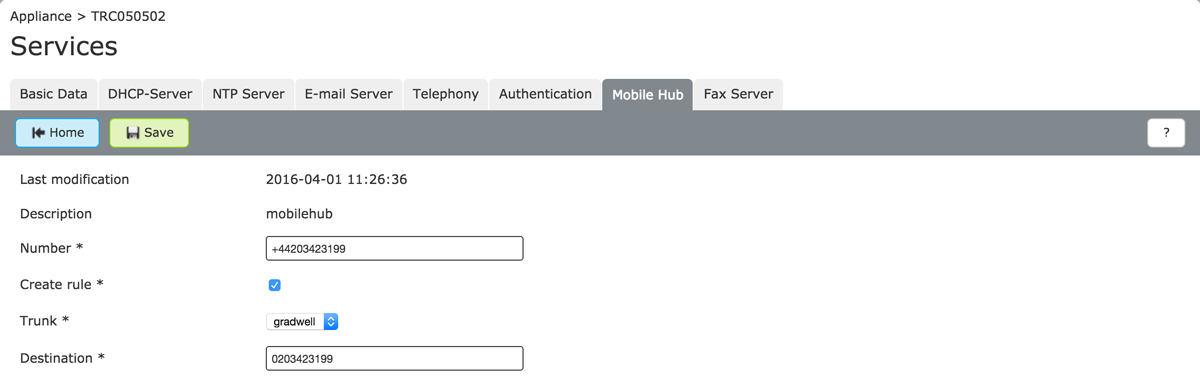 Appliance > TRC050502
Services
Basic Data DHCP-Server NTP Server E-mail Server Telephony Authentication Mobile Hub Fax Server
Home Save ?
Last modification 2016-04-01 11:26:36
Description mobilehub
Number * +44203423199
Create rule *
Trunk * gradwell
Destination * 0203423199